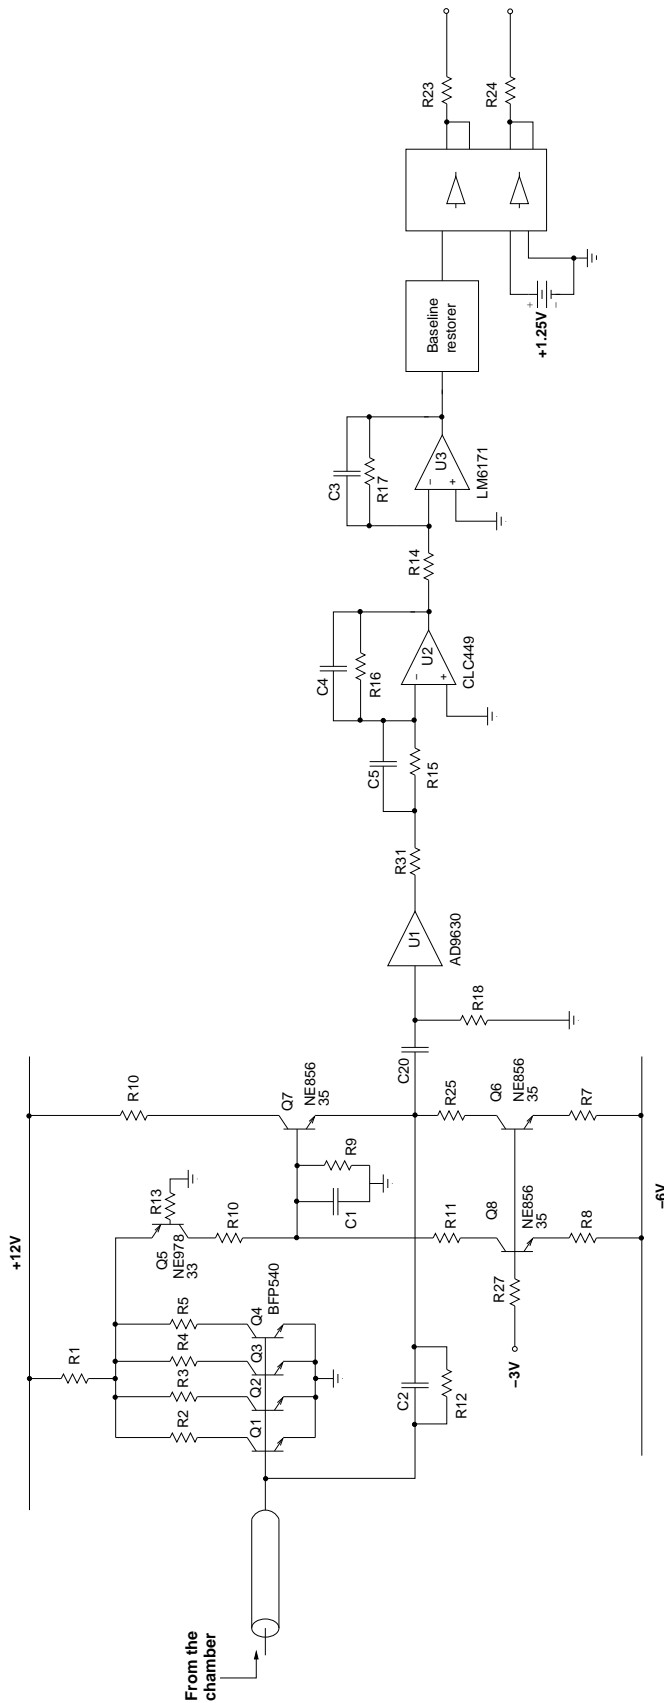 From the
chamber
+12V
R1
R2
R3
R4
R5
Q1
Q2
Q3
Q4
BFP540
Q5
NE978
33
R13
R10
R10
Q7
NE856
35
C1
R9
C2
R12
R11
R25
C20
–3V
R27
Q8
NE856
35
Q6
NE856
35
R8
R7
–6V
R18
U1
AD9630
R31
C5
R15
C4
R16
–
+
U2
CLC449
R14
C3
R17
–
+
U3
LM6171
Baseline
restorer
+
–
+1.25V
R23
R24